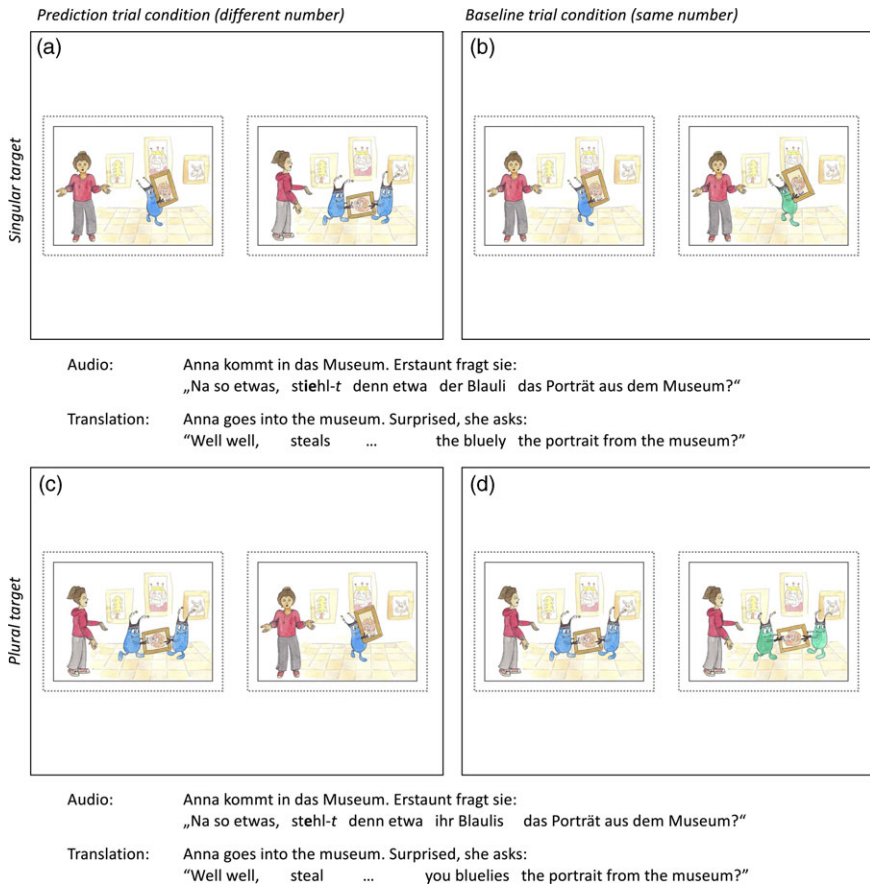 Prediction trial condition (different number)
Baseline trial condition (same number)
Singular target
(a)
(b)
Audio: Anna kommt in das Museum. Erstaunt fragt sie:
„Na so etwas, stiehl-t denn etwa der Blauli das Porträt aus dem Museum?“
Translation: Anna goes into the museum. Surprised, she asks:
“Well well, steals ... the bluely the portrait from the museum?”
Plural target
(c)
(d)
Audio: Anna kommt in das Museum. Erstaunt fragt sie:
„Na so etwas, stehl-t denn etwa ihr Blaulis das Porträt aus dem Museum?“
Translation: Anna goes into the museum. Surprised, she asks:
“Well well, steal ... you bluelies the portrait from the museum?”